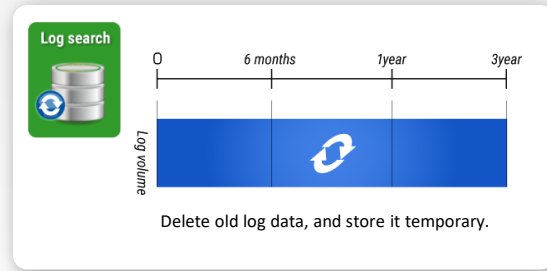 Log search
0 6 months 1year 3year
Log volume
Delete old log data, and store it temporary.